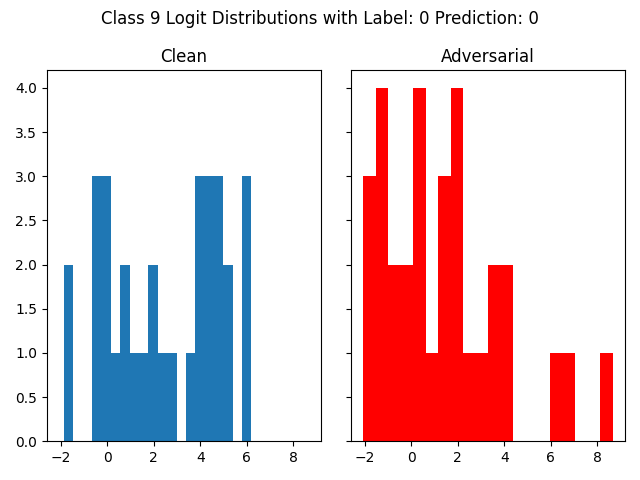 Class 9 Logit Distributions with Label: 0 Prediction: 0
Clean
Adversarial
4.0
3.5
3.0
2.5
2.0
1.5
1.0
0.5
0.0
−2 0 2 4 6 8
−2 0 2 4 6 8